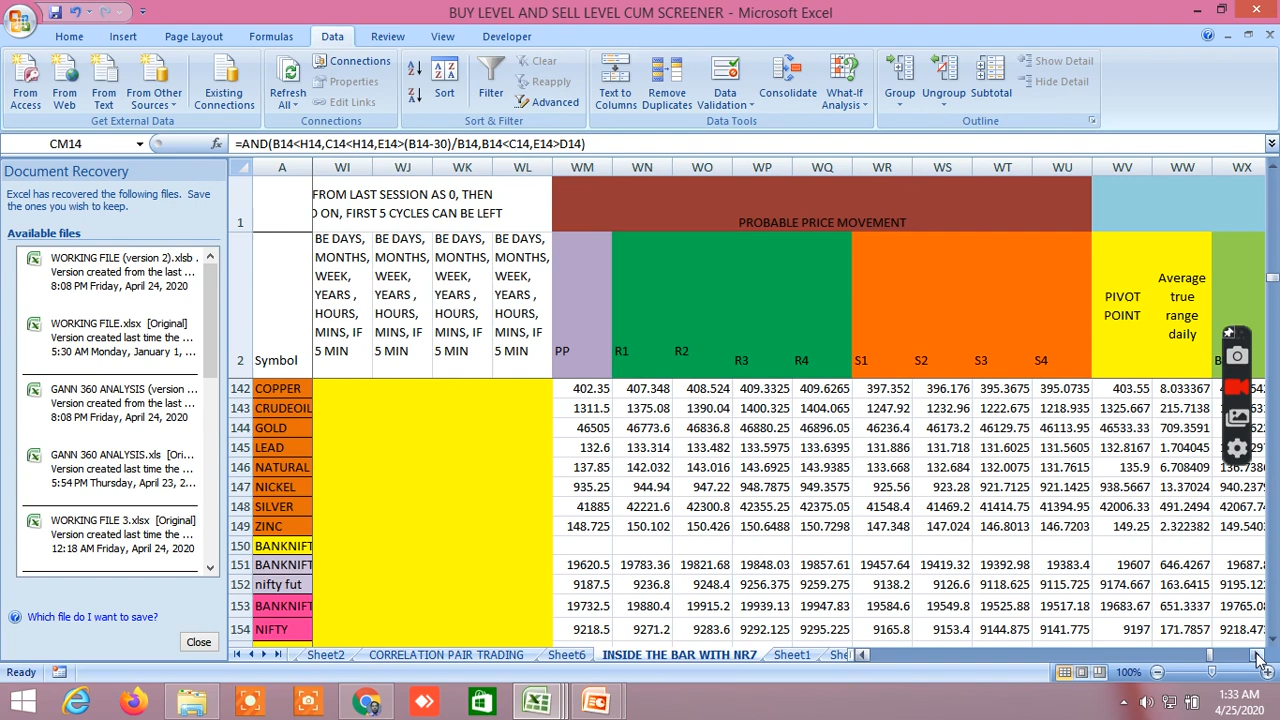 BUY LEVEL AND SELL LEVEL CUM SCREENER - Microsoft Excel
Home Insert Page Layout Formulas Data Review View Developer
From Access
From Web
From Text
From Other Sources
Existing Connections
Get External Data
Refresh All
Connections
Properties
Edit Links
Connections
Sort
Filter
Clear
Reapply
Advanced
Sort & Filter
Text to Columns
Remove Duplicates
Data Validation
Consolidate
What-If Analysis
Data Tools
Group
Ungroup
Subtotal
Show Detail
Hide Detail
Outline
CM14 =AND(B14<H14,C14<H14,E14>(B14-30)/B14,B14<C14,E14>D14)
Document Recovery
Excel has recovered the following files. Save
the ones you wish to keep.
Available files
WORKING FILE (version 2).xlsb .
Version created from the last ...
8:08 PM Friday, April 24, 2020
WORKING FILE.xlsx [Original]
Version created last time the ...
5:30 AM Monday, January 1, ...
GANN 360 ANALYSIS (version ...
Version created from the last ...
8:08 PM Friday, April 24, 2020
GANN 360 ANALYSIS.xls [Ori...
Version created last time the ...
5:54 PM Thursday, April 23, ...
WORKING FILE 3.xlsx [Original]
Version created last time the ...
12:18 AM Friday, April 24, 2020
Which file do I want to save?
Close
A WI WJ WK WL WM WN WO WP WQ WR WS WT WU WV WW WX
FROM LAST SESSION AS 0, THEN
O ON, FIRST 5 CYCLES CAN BE LEFT
1 PROBABLE PRICE MOVEMENT
BE DAYS, BE DAYS, BE DAYS, BE DAYS,
MONTHS, MONTHS, MONTHS, MONTHS,
WEEK, WEEK, WEEK, WEEK,
YEARS , YEARS , YEARS , YEARS ,
HOURS, HOURS, HOURS, HOURS,
MINS, IF MINS, IF MINS, IF MINS, IF
5 MIN 5 MIN 5 MIN 5 MIN
2 Symbol PP R1 R2 R3 R4 S1 S2 S3 S4
PIVOT POINT
Average true range daily
142 COPPER 402.35 407.348 408.524 409.3325 409.6265 397.352 396.176 395.3675 395.0735 403.55 8.033367
143 CRUDEOIL 1311.5 1375.08 1390.04 1400.325 1404.065 1247.92 1232.96 1222.675 1218.935 1325.667 215.7138
144 GOLD 46505 46773.6 46836.8 46880.25 46896.05 46236.4 46173.2 46129.75 46113.95 46533.33 709.3591
145 LEAD 132.6 133.314 133.482 133.5975 133.6395 131.886 131.718 131.6025 131.5605 132.8167 1.704045
146 NATURAL 137.85 142.032 143.016 143.6925 143.9385 133.668 132.684 132.0075 131.7615 135.9 6.708409
147 NICKEL 935.25 944.94 947.22 948.7875 949.3575 925.56 923.28 921.7125 921.1425 938.5667 13.37024 940.2379
148 SILVER 41885 42221.6 42300.8 42355.25 42375.05 41548.4 41469.2 41414.75 41394.95 42006.33 491.2494 42067.74
149 ZINC 148.725 150.102 150.426 150.6488 150.7298 147.348 147.024 146.8013 146.7203 149.25 2.322382 149.5403
150 BANKNIFT
151 BANKNIFT 19620.5 19783.36 19821.68 19848.03 19857.61 19457.64 19419.32 19392.98 19383.4 19607 646.4267 19687.8
152 nifty fut 9187.5 9236.8 9248.4 9256.375 9259.275 9138.2 9126.6 9118.625 9115.725 9174.667 163.6415 9195.122
153 BANKNIFT 19732.5 19880.4 19915.2 19939.13 19947.83 19584.6 19549.8 19525.88 19517.18 19683.67 651.3337 19765.08
154 NIFTY 9218.5 9271.2 9283.6 9292.125 9295.225 9165.8 9153.4 9144.875 9141.775 9197 171.7857 9218.473
Sheet2 CORRELATION PAIR TRADING Sheet6 INSIDE THE BAR WITH NR7 Sheet1
Ready 100%
1:33 AM
4/25/2020